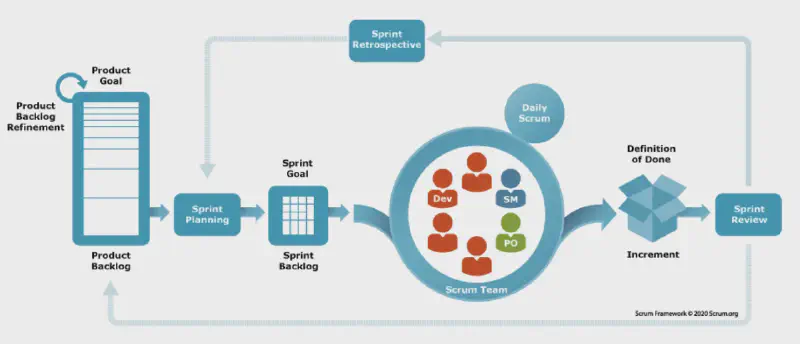 Sprint
Retrospective
Product
Goal
Product
Backlog
Refinement
Daily
Scrum
Definition
of Done
Sprint
Goal
Dev
SM
PO
Sprint
Planning
Sprint
Review
Product
Backlog
Sprint
Backlog
Increment
Scrum Team
Scrum Framework © 2020 Scrum.org